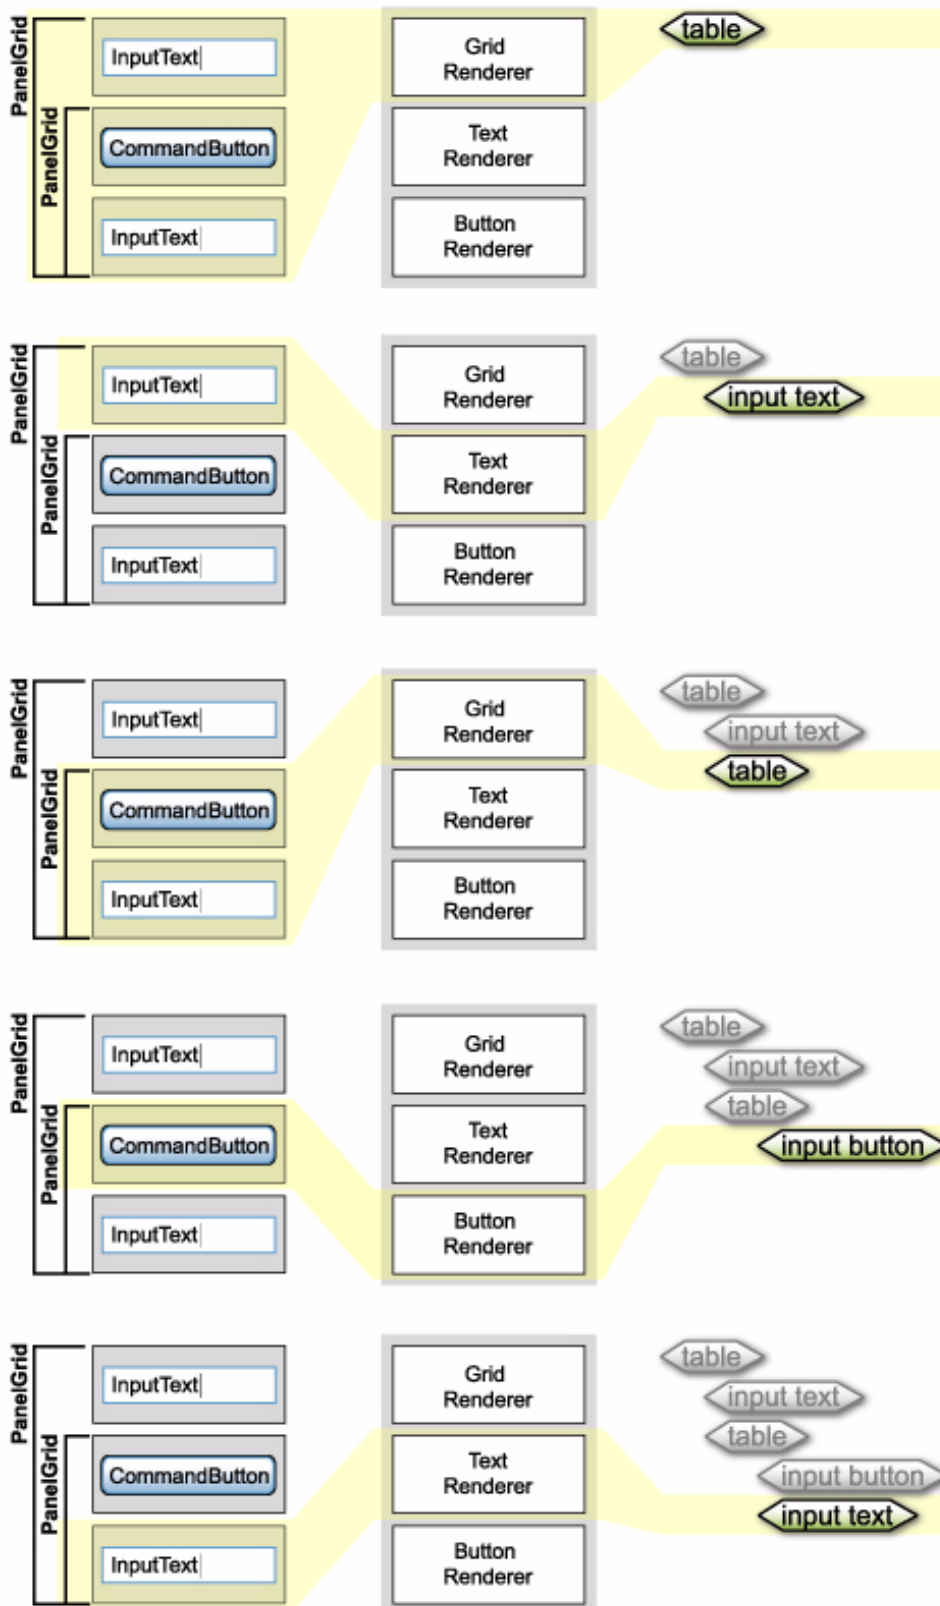 PanelGrid
PanelGrid
InputText
CommandButton
InputText
Grid
Renderer
Text
Renderer
Button
Renderer
table
PanelGrid
PanelGrid
InputText
CommandButton
InputText
Grid
Renderer
Text
Renderer
Button
Renderer
table
input text
PanelGrid
PanelGrid
InputText
CommandButton
InputText
Grid
Renderer
Text
Renderer
Button
Renderer
table
input text
table
PanelGrid
PanelGrid
InputText
CommandButton
InputText
Grid
Renderer
Text
Renderer
Button
Renderer
table
input text
table
input button
PanelGrid
PanelGrid
InputText
CommandButton
InputText
Grid
Renderer
Text
Renderer
Button
Renderer
table
input text
table
input button
input text